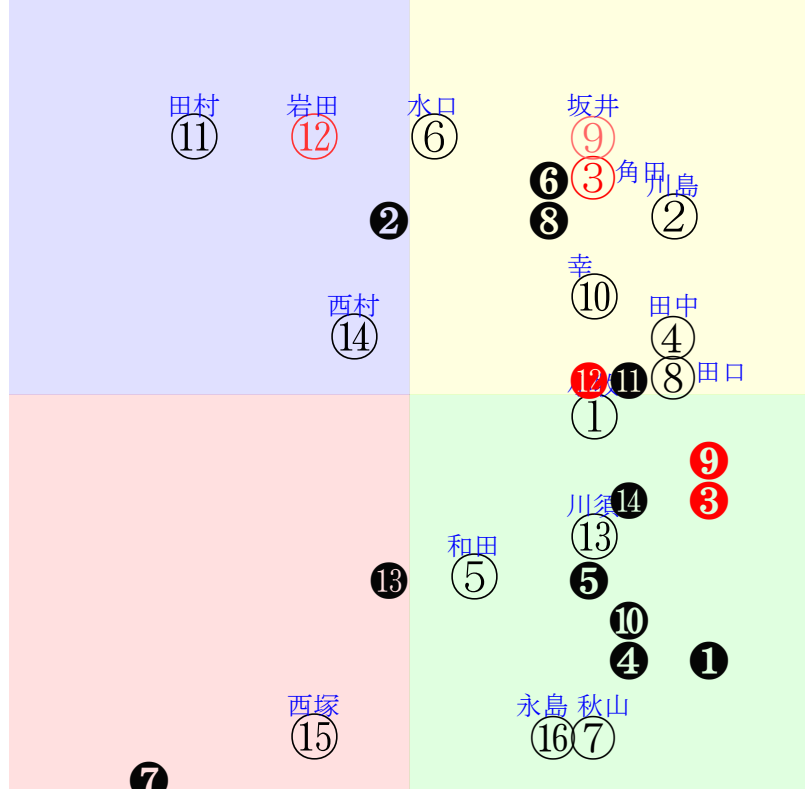 田村 岩田 水口 坂井
⑪ ⑫ ⑥ ⑨
❻ ③ 角田 川島
❷ ❽ ②
幸
⑩
西村 田中
⑭ ④
⓬ ⓫ ⑧ 田口
①
❾
川須 ⓮ ❸
⑬
和田
⓭ ⑤ ❺
❿
❹ ❶
西塚 永島 秋山
⑮ ⑯ ⑦
❼